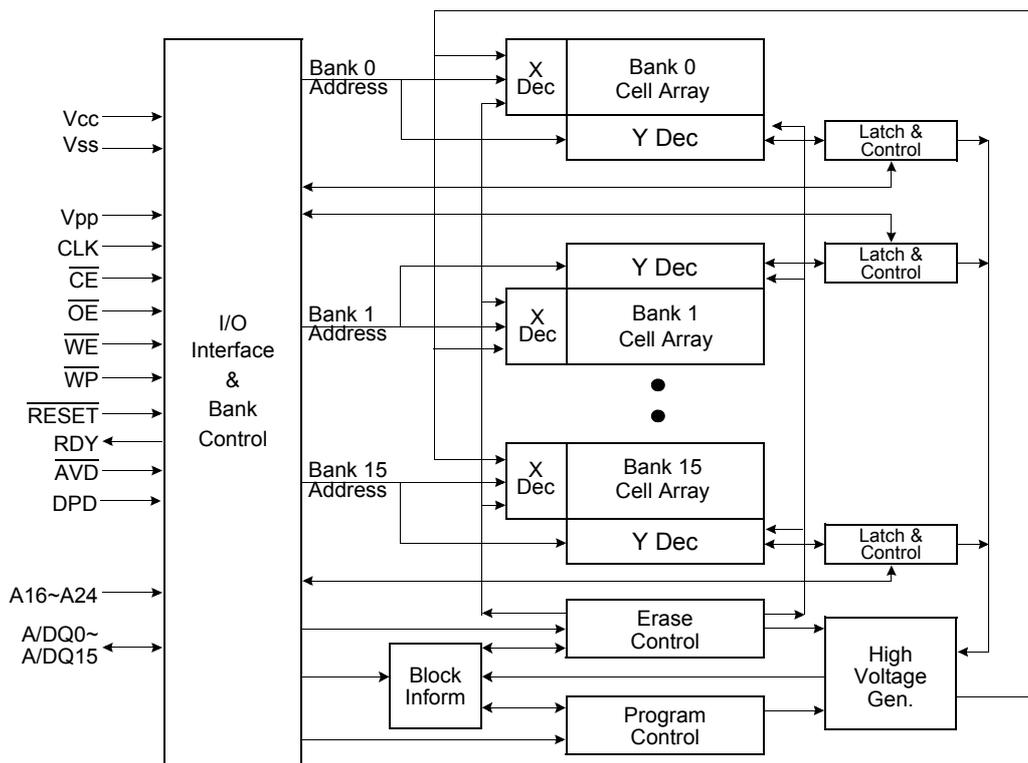 Vcc
Vss
Vpp
CLK
CE
OE
WE
WP
RESET
RDY
AVD
DPD
A16~A24
A/DQ0~
A/DQ15
I/O
Interface
&
Bank
Control
Bank 0
Address
X
Dec
Bank 0
Cell Array
Y Dec
Latch &
Control
Y Dec
Latch &
Control
Bank 1
Address
X
Dec
Bank 1
Cell Array
Bank 15
Address
X
Dec
Bank 15
Cell Array
Y Dec
Latch &
Control
Erase
Control
Block
Inform
High
Voltage
Gen.
Program
Control